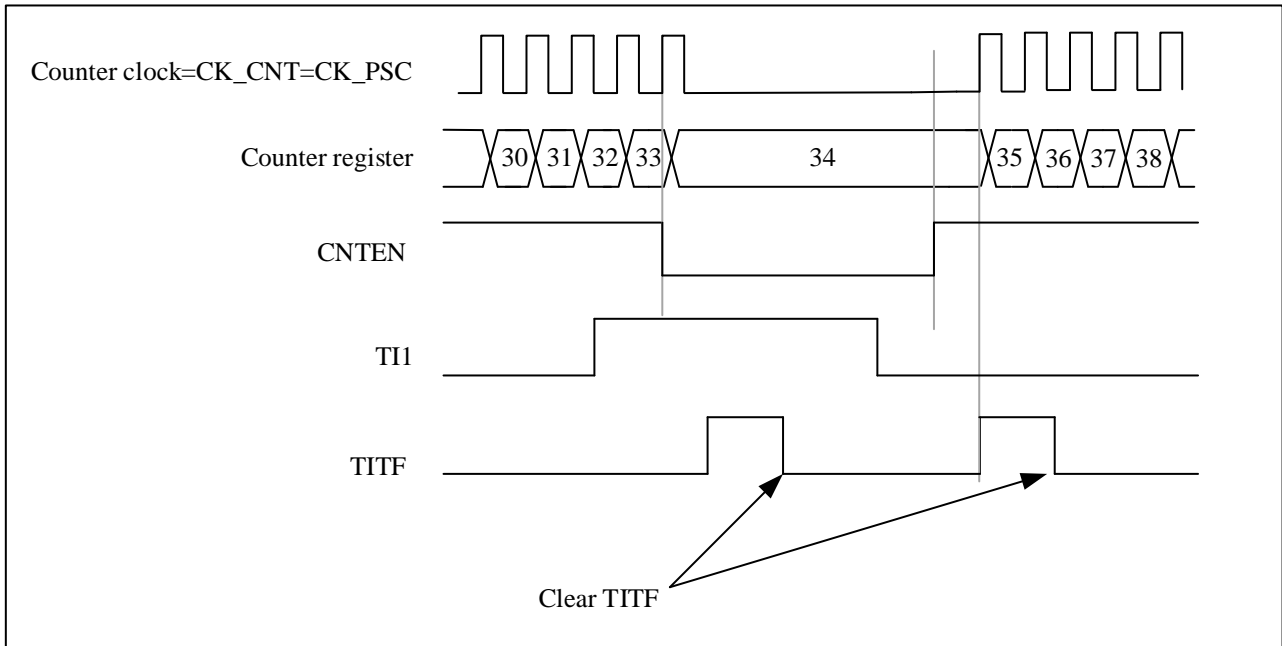 Counter clock=CK_CNT=CK_PSC
Counter register
30 31 32 33 34 35 36 37 38
CNTEN
TI1
TITF
Clear TITF